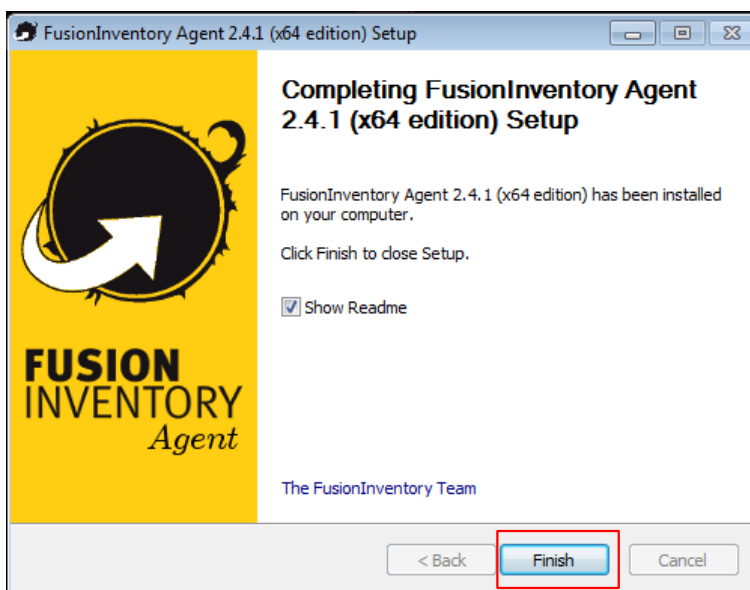 FusionInventory Agent 2.4.1 (x64 edition) Setup
Completing FusionInventory Agent
2.4.1 (x64 edition) Setup
FusionInventory Agent 2.4.1 (x64 edition) has been installed
on your computer.
Click Finish to close Setup.
Show Readme
FUSION
INVENTORY
Agent
The FusionInventory Team
< Back
Finish
Cancel